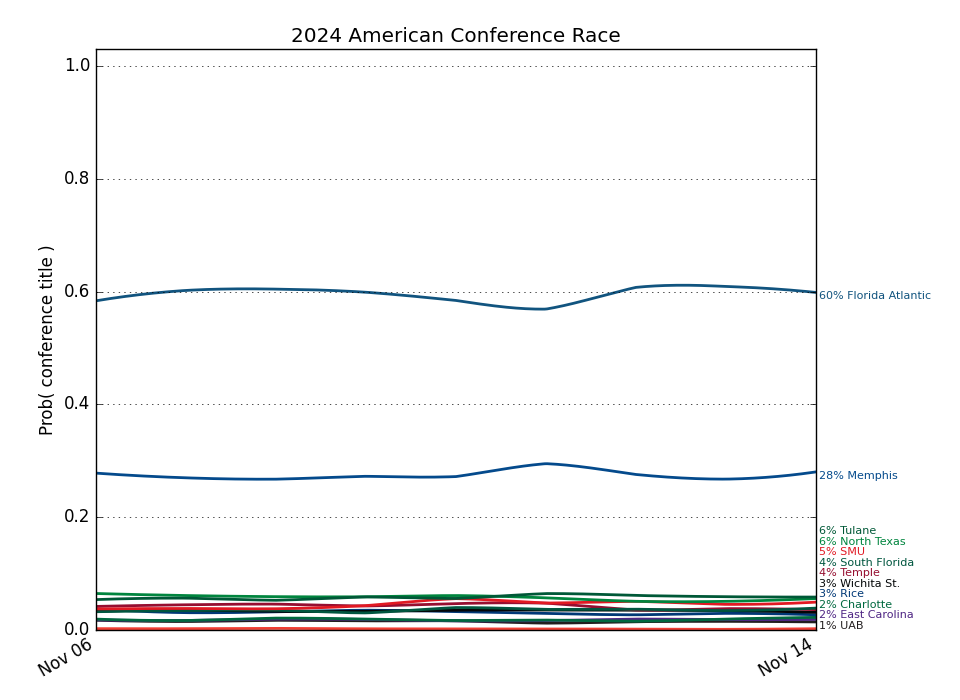 2024 American Conference Race
1.0
0.8
0.6
0.4
0.2
0.0
Prob( conference title )
60% Florida Atlantic
28% Memphis
6% Tulane
6% North Texas
5% SMU
4% South Florida
4% Temple
3% Wichita St.
3% Rice
2% Charlotte
2% East Carolina
1% UAB
Nov 06
Nov 14